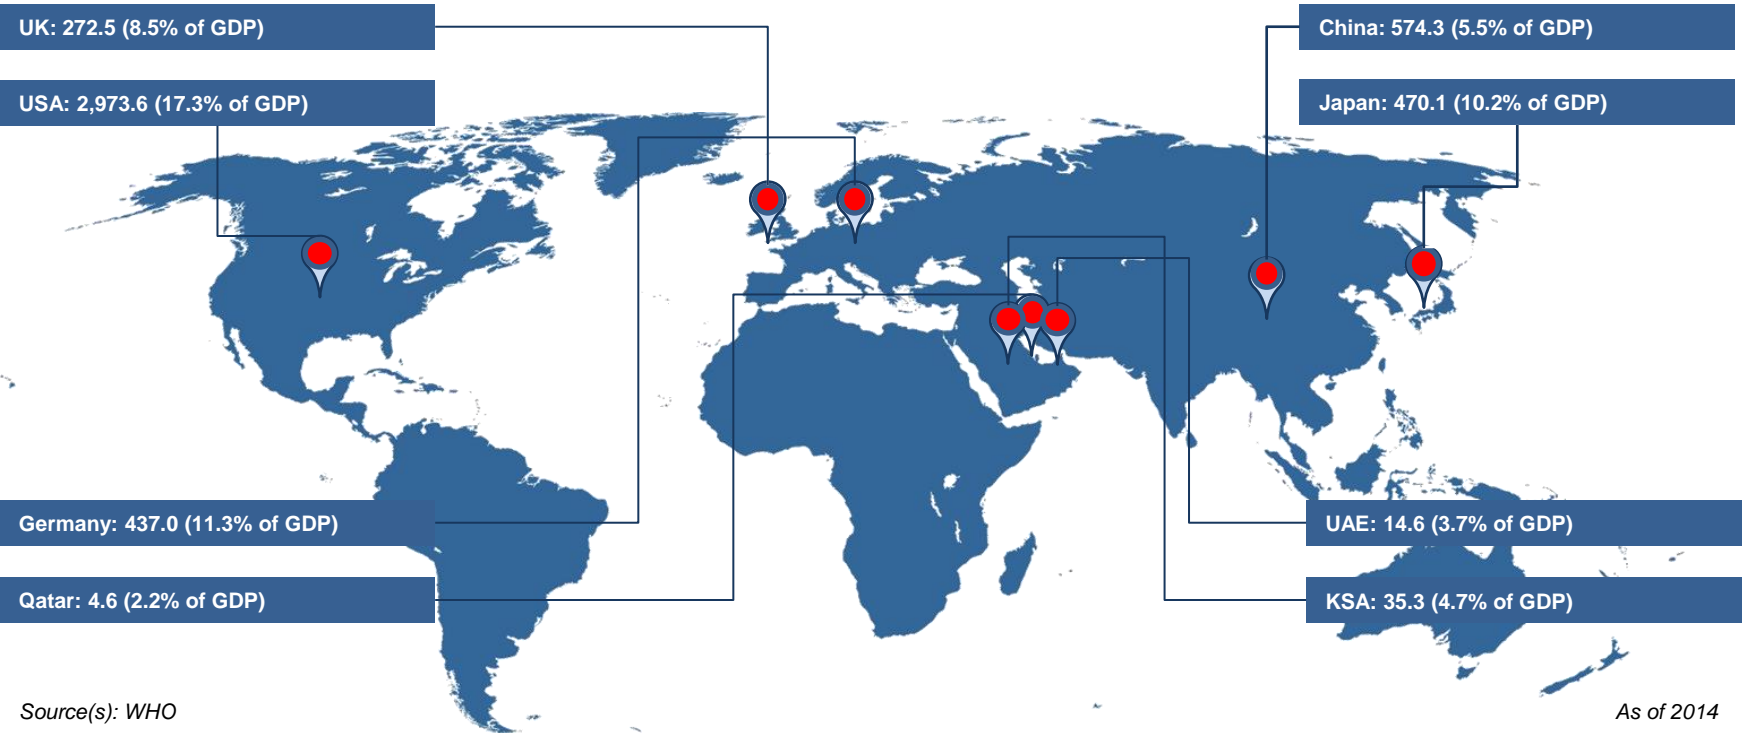 UK: 272.5 (8.5% of GDP)
China: 574.3 (5.5% of GDP)
USA: 2,973.6 (17.3% of GDP)
Japan: 470.1 (10.2% of GDP)
Germany: 437.0 (11.3% of GDP)
UAE: 14.6 (3.7% of GDP)
Qatar: 4.6 (2.2% of GDP)
KSA: 35.3 (4.7% of GDP)
Source(s): WHO
As of 2014